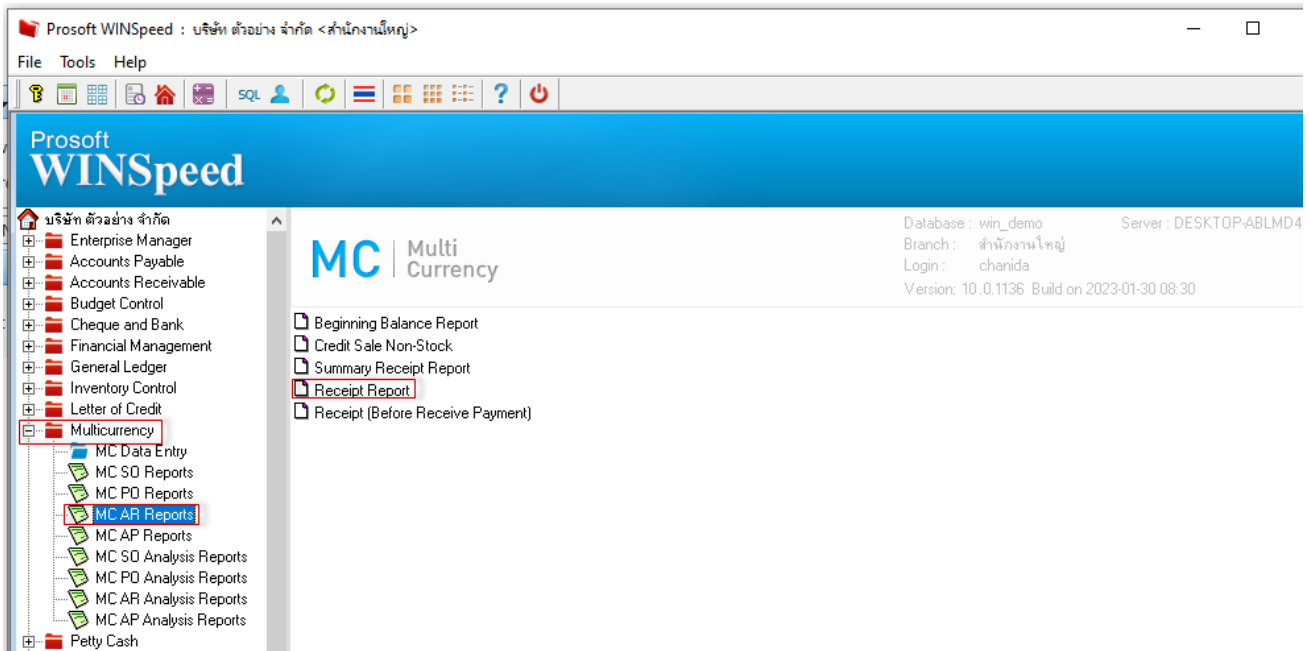 Prosoft WINSpeed : บริษัท ตัวอย่าง จำกัด <สำนักงานใหญ่>
File Tools Help
SQL
Prosoft
WINSpeed
บริษัท ตัวอย่าง จำกัด
Enterprise Manager
Accounts Payable
Accounts Receivable
Budget Control
Cheque and Bank
Financial Management
General Ledger
Inventory Control
Letter of Credit
Multicurrency
MC Data Entry
MC SO Reports
MC PO Reports
MC AR Reports
MC AP Reports
MC SO Analysis Reports
MC PO Analysis Reports
MC AR Analysis Reports
MC AP Analysis Reports
Petty Cash
MC Multi
Currency
Database : win_demo Server : DESKTOP-ABLMD4
Branch : สำนักงานใหญ่
Login : chanida
Version: 10.0.1136 Build on 2023-01-30 08:30
Beginning Balance Report
Credit Sale Non-Stock
Summary Receipt Report
Receipt Report
Receipt (Before Receive Payment)